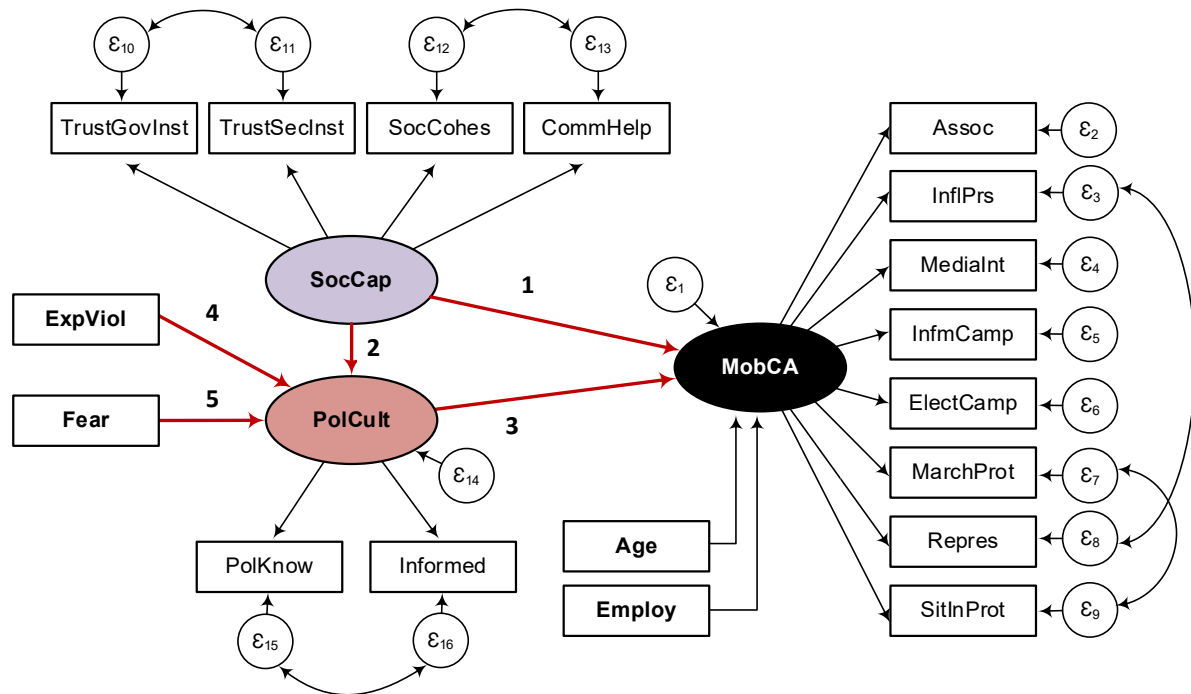 ε10
ε11
ε12
ε13
TrustGovInst
TrustSecInst
SocCohes
CommHelp
Assoc
ε2
InflPrs
ε3
MediaInt
ε4
InfmCamp
ε5
ElectCamp
ε6
MarchProt
ε7
Repres
ε8
SitInProt
ε9
SocCap
1
ε1
ExpViol
4
2
MobCA
Fear
5
PolCult
3
ε14
PolKnow
Informed
Age
Employ
ε15
ε16